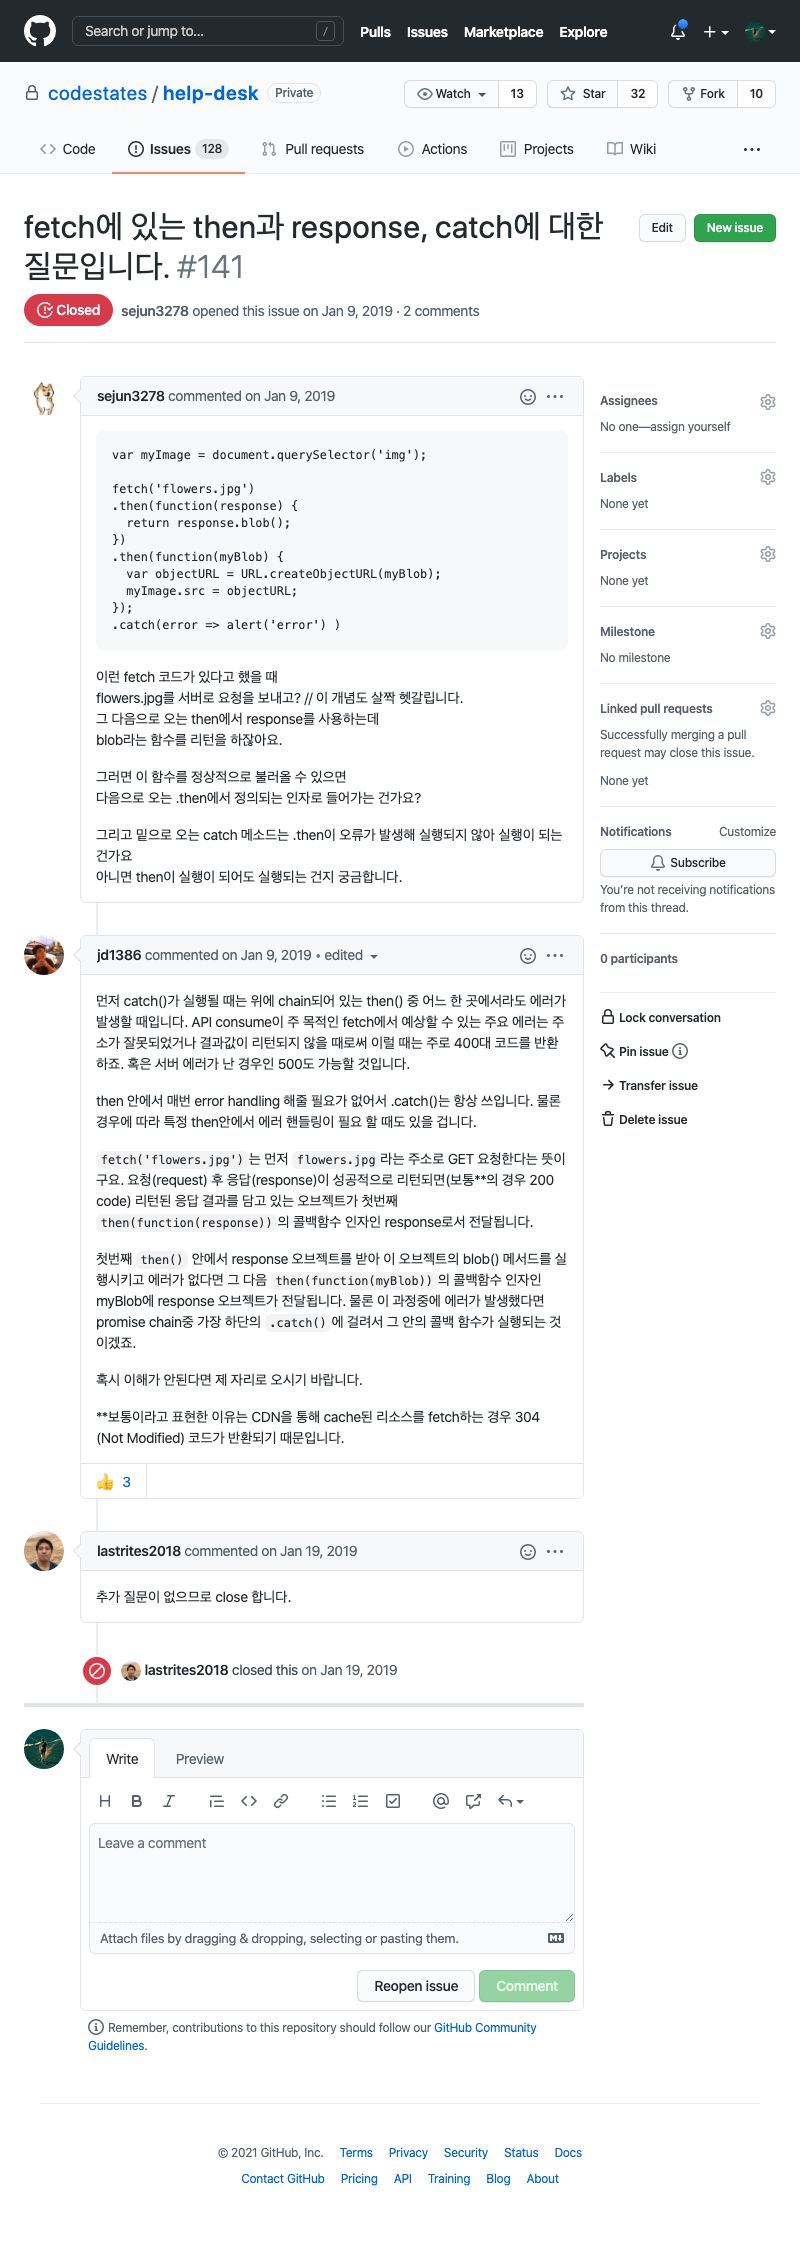 Search or jump to... /
Pulls Issues Marketplace Explore
codestates / help-desk Private
Watch 13 Star 32 Fork 10
Code Issues 128 Pull requests Actions Projects Wiki
fetch에 있는 then과 response, catch에 대한
질문입니다. #141
Edit New issue
Closed sejun3278 opened this issue on Jan 9, 2019 · 2 comments
sejun3278 commented on Jan 9, 2019
var myImage = document.querySelector('img');
fetch('flowers.jpg')
.then(function(response) {
return response.blob();
})
.then(function(myBlob) {
var objectURL = URL.createObjectURL(myBlob);
myImage.src = objectURL;
});
.catch(error => alert('error') )
이런 fetch 코드가 있다고 했을 때
flowers.jpg를 서버로 요청을 보내고? // 이 개념도 살짝 헷갈립니다.
그 다음으로 오는 then에서 response를 사용하는데
blob라는 함수를 리턴을 하잖아요.
그러면 이 함수를 정상적으로 불러올 수 있으면
다음으로 오는 .then에서 정의되는 인자로 들어가는 건가요?
그리고 밑으로 오는 catch 메소드는 .then이 오류가 발생해 실행되지 않아 실행이 되는
건가요
아니면 then이 실행이 되어도 실행되는 건지 궁금합니다.
Assignees
No one—assign yourself
Labels
None yet
Projects
None yet
Milestone
No milestone
Linked pull requests
Successfully merging a pull
request may close this issue.
None yet
Notifications Customize
Subscribe
You're not receiving notifications
from this thread.
0 participants
Lock conversation
Pin issue
Transfer issue
Delete issue
jd1386 commented on Jan 9, 2019 • edited
먼저 catch()가 실행될 때는 위에 chain되어 있는 then() 중 어느 한 곳에서라도 에러가
발생할 때입니다. API consume이 주 목적인 fetch에서 예상할 수 있는 주요 에러는 주
소가 잘못되었거나 결과값이 리턴되지 않을 때로써 이럴 때는 주로 400대 코드를 반환
하죠. 혹은 서버 에러가 난 경우인 500도 가능할 것입니다.
then 안에서 매번 error handling 해줄 필요가 없어서 .catch()는 항상 쓰입니다. 물론
경우에 따라 특정 then안에서 에러 핸들링이 필요 할 때도 있을 겁니다.
fetch('flowers.jpg') 는 먼저 flowers.jpg 라는 주소로 GET 요청한다는 뜻이
구요. 요청(request) 후 응답(response)이 성공적으로 리턴되면(보통**의 경우 200
code) 리턴된 응답 결과를 담고 있는 오브젝트가 첫번째
then(function(response)) 의 콜백함수 인자인 response로서 전달됩니다.
첫번째 then() 안에서 response 오브젝트를 받아 이 오브젝트의 blob() 메서드를 실
행시키고 에러가 없다면 그 다음 then(function(myBlob)) 의 콜백함수 인자인
myBlob에 response 오브젝트가 전달됩니다. 물론 이 과정중에 에러가 발생했다면
promise chain중 가장 하단의 .catch() 에 걸려서 그 안의 콜백 함수가 실행되는 것
이겠죠.
혹시 이해가 안된다면 제 자리로 오시기 바랍니다.
**보통이라고 표현한 이유는 CDN을 통해 cache된 리소스를 fetch하는 경우 304
(Not Modified) 코드가 반환되기 때문입니다.
👍 3
lastrites2018 commented on Jan 19, 2019
추가 질문이 없으므로 close 합니다.
lastrites2018 closed this on Jan 19, 2019
Write Preview
Leave a comment
Attach files by dragging & dropping, selecting or pasting them.
Reopen issue Comment
Remember, contributions to this repository should follow our GitHub Community
Guidelines.
© 2021 GitHub, Inc. Terms Privacy Security Status Docs
Contact GitHub Pricing API Training Blog About